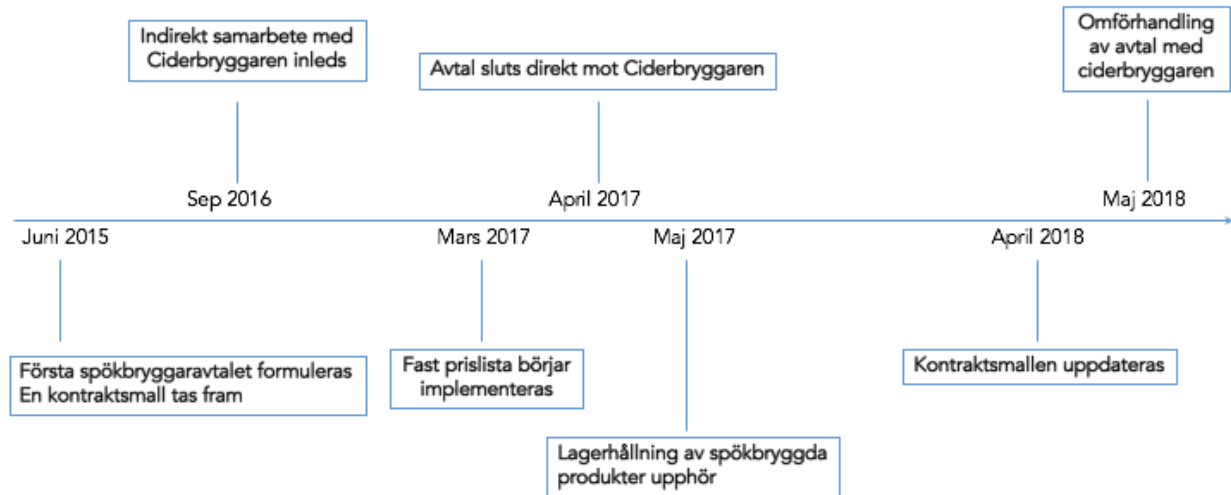 Indirekt samarbete med
Ciderbryggaren inleds
Avtal sluts direkt mot Ciderbryggaren
Omförhandling
av avtal med
ciderbryggaren
Sep 2016
April 2017
Maj 2018
Juni 2015
Mars 2017
Maj 2017
April 2018
Första spökbryggaravtalet formuleras
En kontraktsmall tas fram
Fast prislista börjar
implementeras
Kontraktsmallen uppdateras
Lagerhållning av spökbryggda
produkter upphör